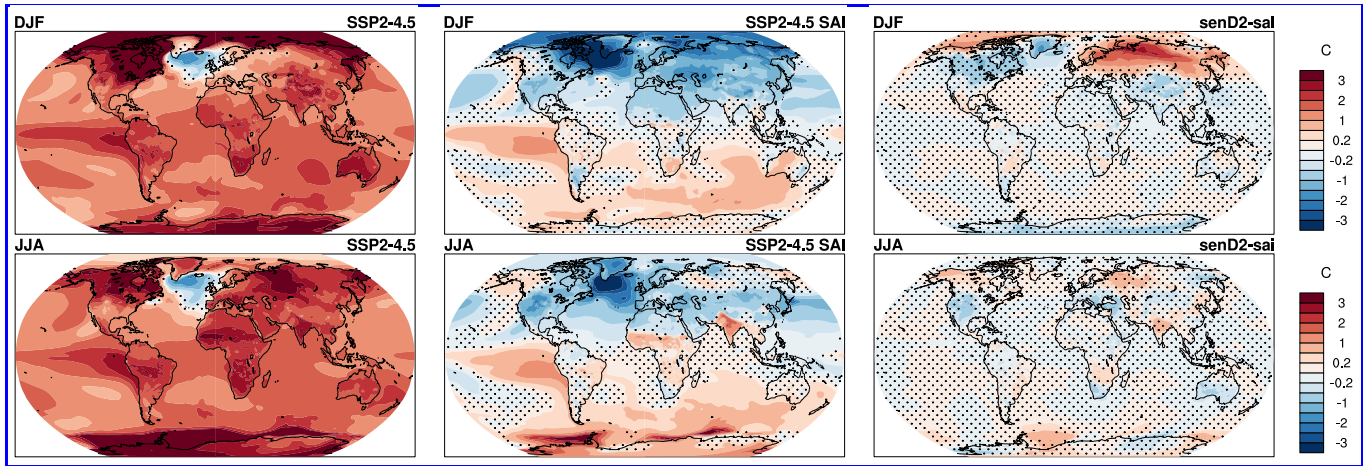 DJF SSP2-4.5
SSP2-4.5 SAI
DJF senD2-sai
C
3
2
1
0.2
-0.2
-1
-2
-3
JJA SSP2-4.5
JJA SSP2-4.5 SAI
JJA senD2-sai
C
3
2
1
0.2
-0.2
-1
-2
-3